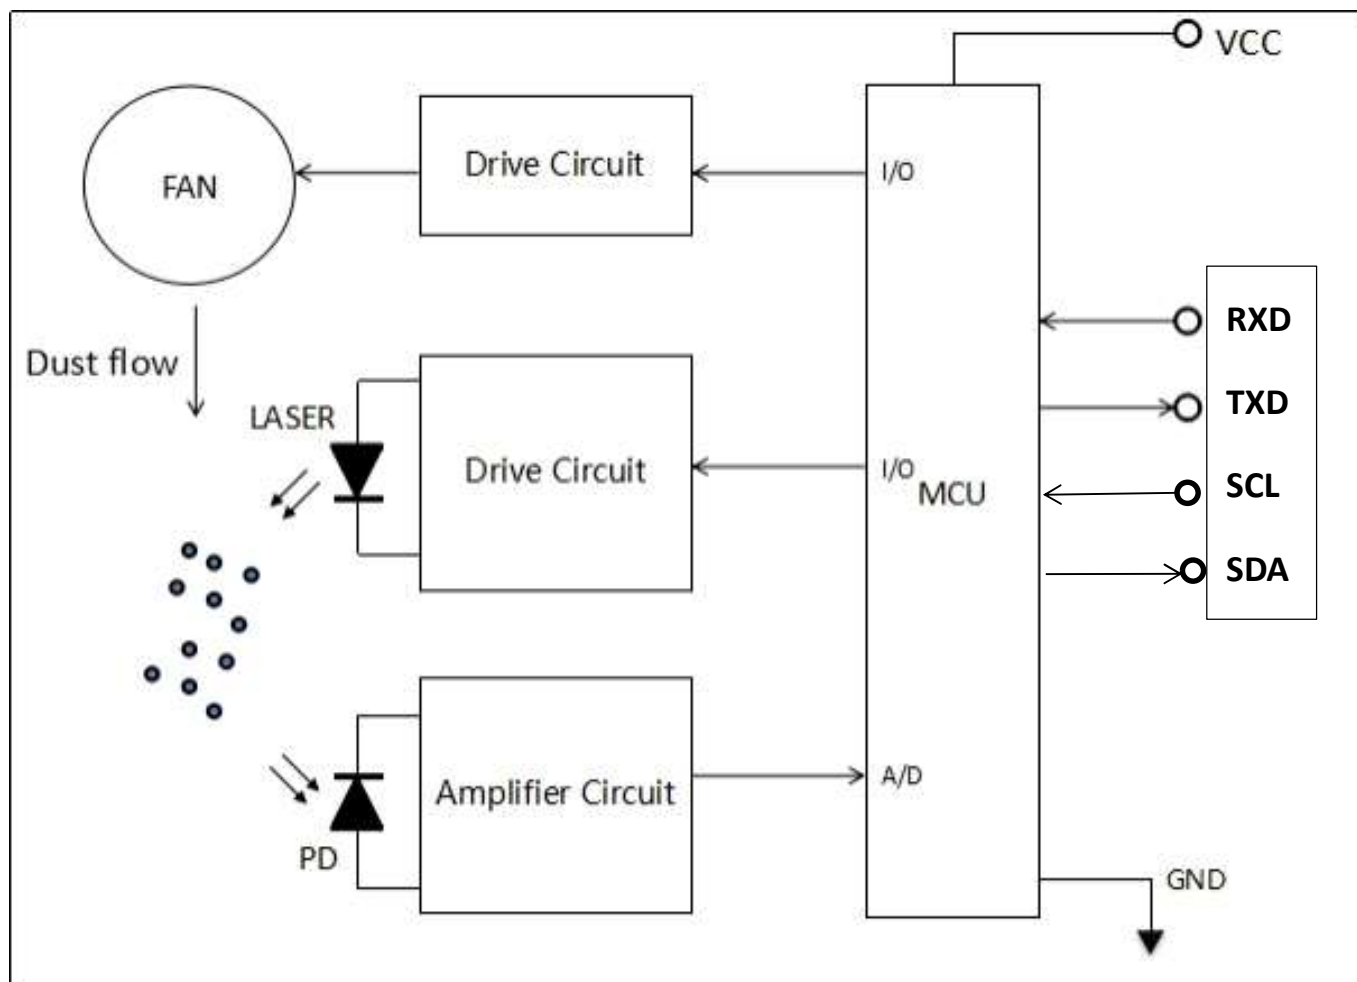 VCC
FAN
Drive Circuit
I/O
Dust flow
LASER
Drive Circuit
I/O
MCU
RXD
TXD
SCL
SDA
PD
Amplifier Circuit
A/D
GND